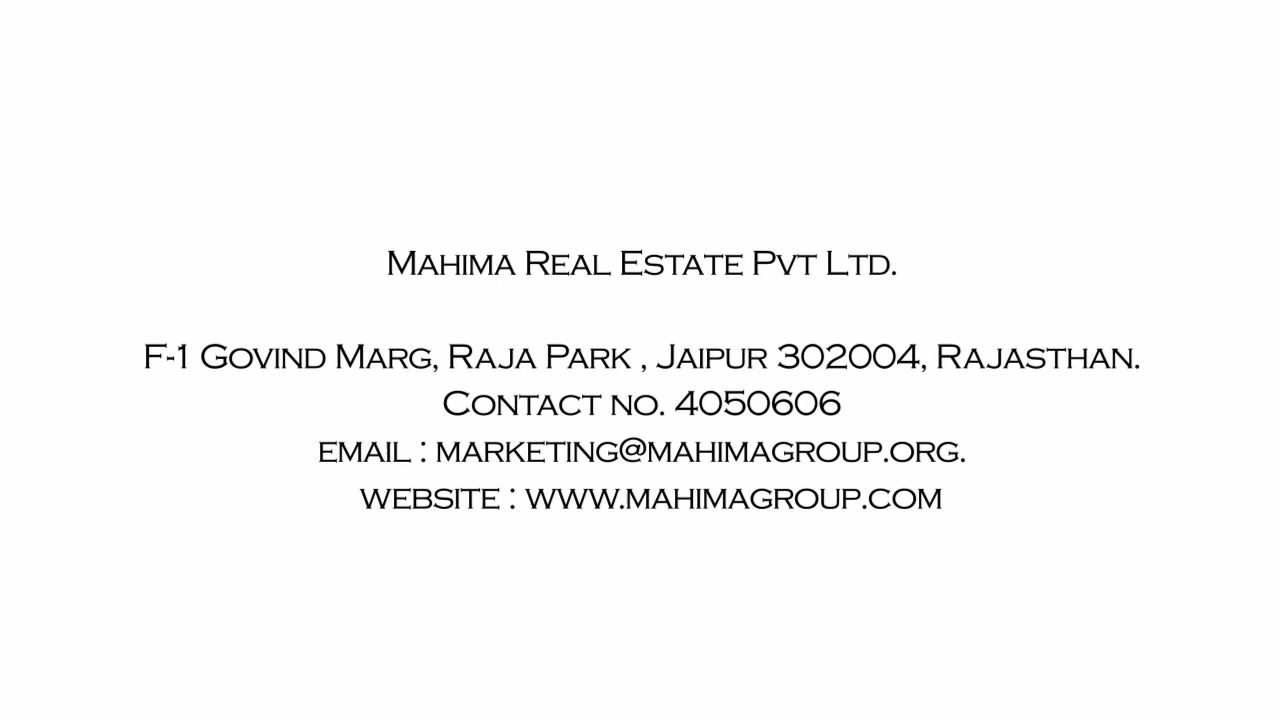 Mahima Real Estate Pvt Ltd.
F-1 Govind Marg, Raja Park , Jaipur 302004, Rajasthan.
Contact no. 4050606
email : marketing@mahimagroup.org.
website : www.mahimagroup.com